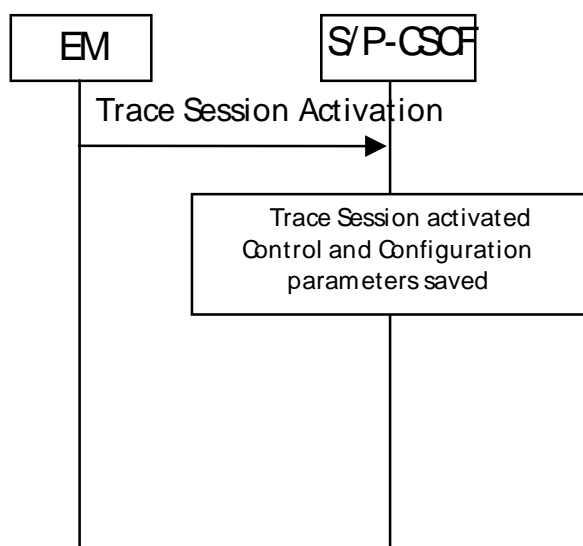 EM
S/P-CSCF
Trace Session Activation
Trace Session activated
Control and Configuration
parameters saved